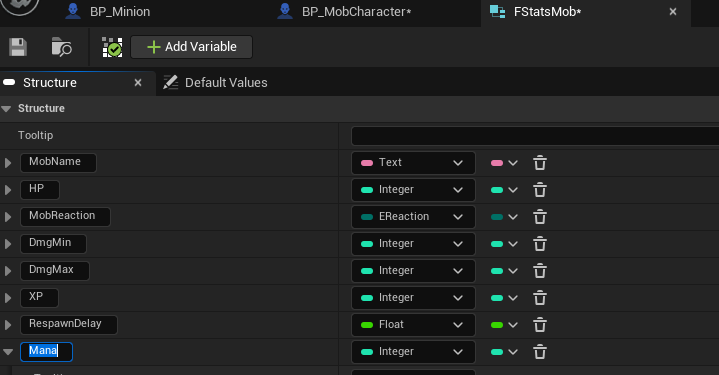 BP_Minion
BP_MobCharacter*
FStatsMob*
Add Variable
Structure
Default Values
Structure
Tooltip
MobName Text
HP Integer
MobReaction EReaction
DmgMin Integer
DmgMax Integer
XP Integer
RespawnDelay Float
Mana Integer